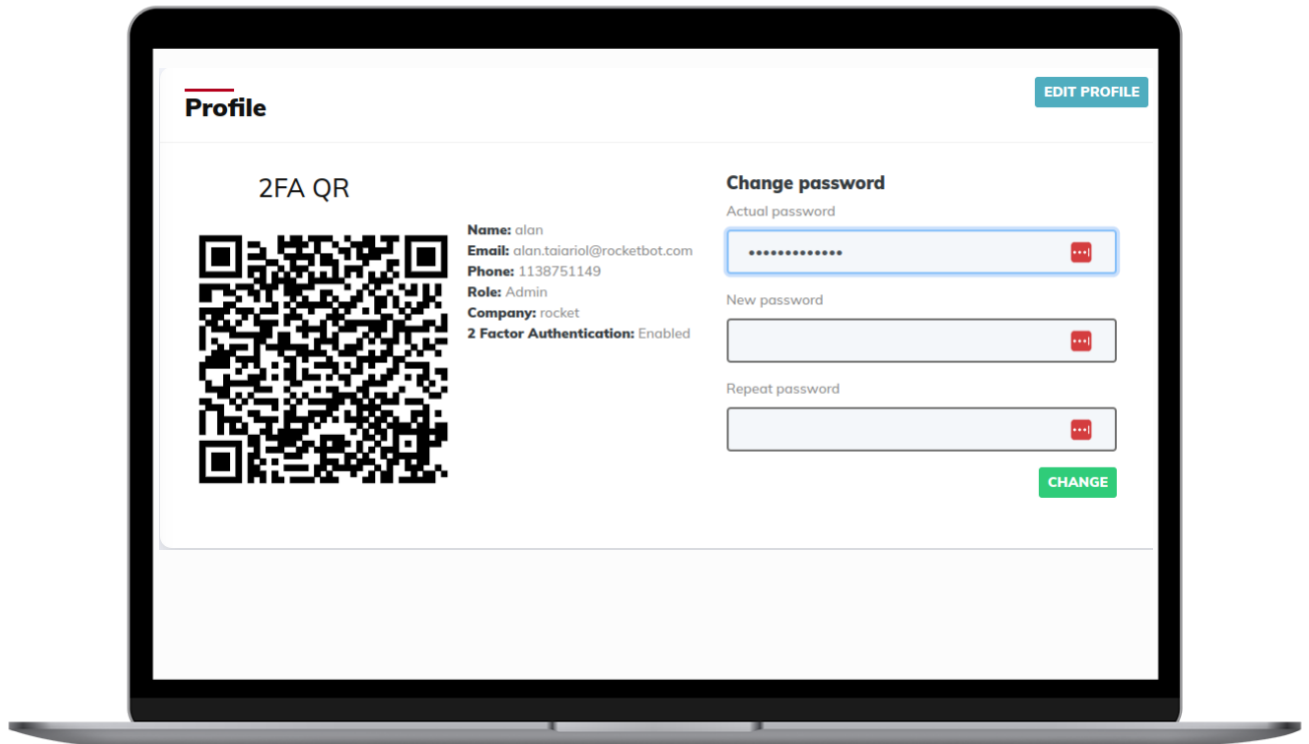 Profile
EDIT PROFILE
2FA QR
Name: alan
Email: alan.taiariol@rocketbot.com
Phone: 1138751149
Role: Admin
Company: rocket
2 Factor Authentication: Enabled
Change password
Actual password
•••••••••••••
New password
Repeat password
CHANGE